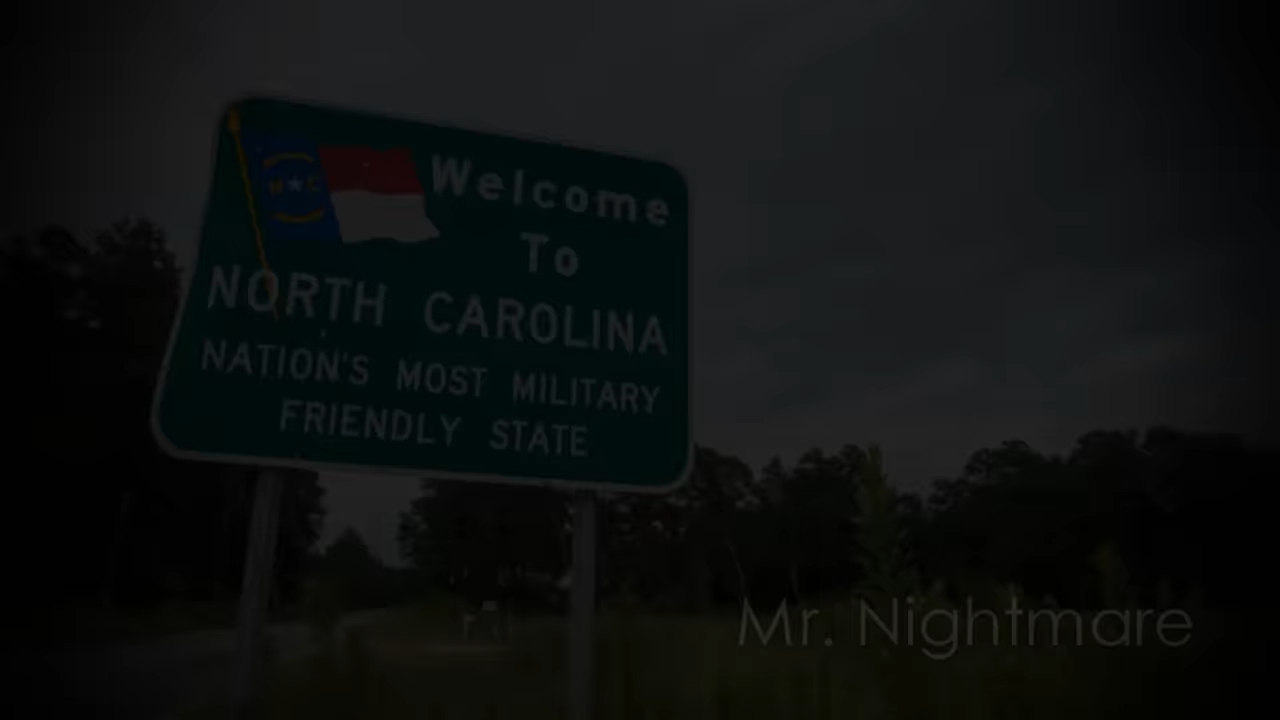 N★C
Welcome
To
NORTH CAROLINA
NATION'S MOST MILITARY
FRIENDLY STATE
Mr. Nightmare